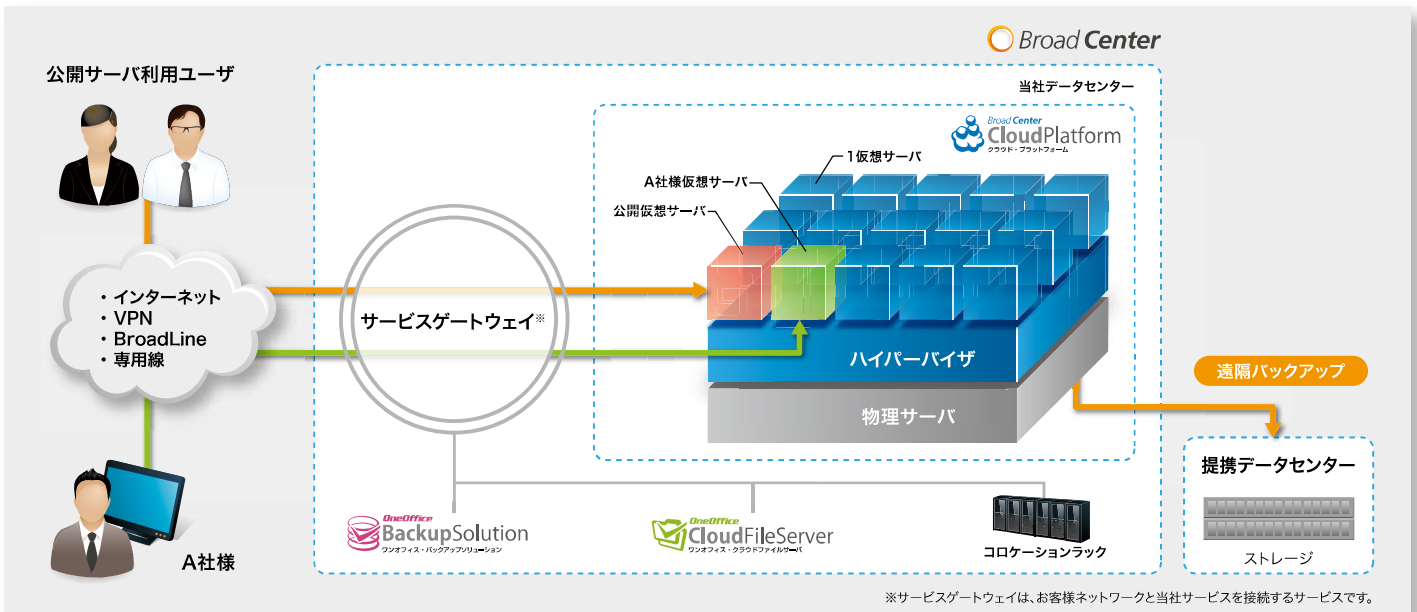 Broad Center
公開サーバ利用ユーザ
当社データセンター
Broad Center
CloudPlatform
クラウド・プラットフォーム
1仮想サーバ
A社様仮想サーバ
公開仮想サーバ
・インターネット
・VPN
・BroadLine
・専用線
サービスゲートウェイ※
ハイパーバイザ
物理サーバ
遠隔バックアップ
提携データセンター
ストレージ
A社様
OneOffice
BackupSolution
ワンオフィス・バックアップソリューション
OneOffice
CloudFileServer
ワンオフィス・クラウドファイルサーバ
コロケーションラック
※サービスゲートウェイは、お客様ネットワークと当社サービスを接続するサービスです。